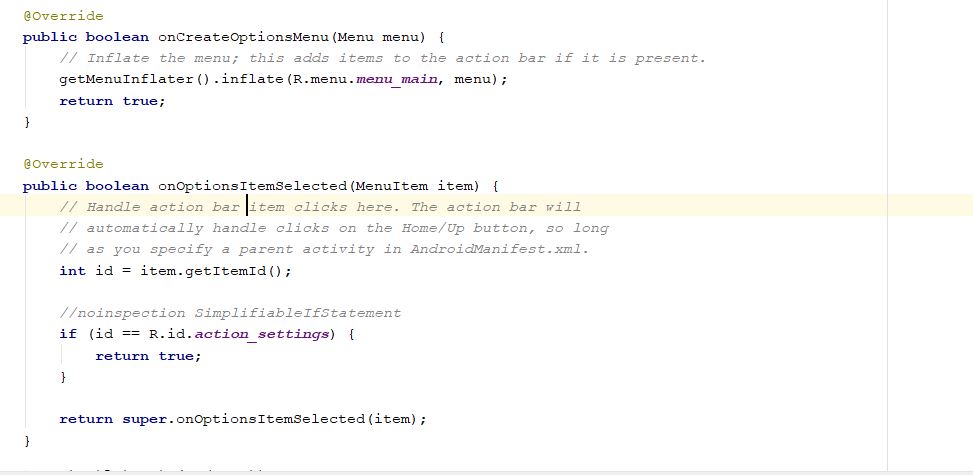 @Override
public boolean onCreateOptionsMenu(Menu menu) {
// Inflate the menu; this adds items to the action bar if it is present.
getMenuInflater().inflate(R.menu.menu_main, menu);
return true;
}
@Override
public boolean onOptionsItemSelected(MenuItem item) {
// Handle action bar item clicks here. The action bar will
// automatically handle clicks on the Home/Up button, so long
// as you specify a parent activity in AndroidManifest.xml.
int id = item.getItemId();
//noinspection SimplifiableIfStatement
if (id == R.id.action_settings) {
return true;
}
return super.onOptionsItemSelected(item);
}